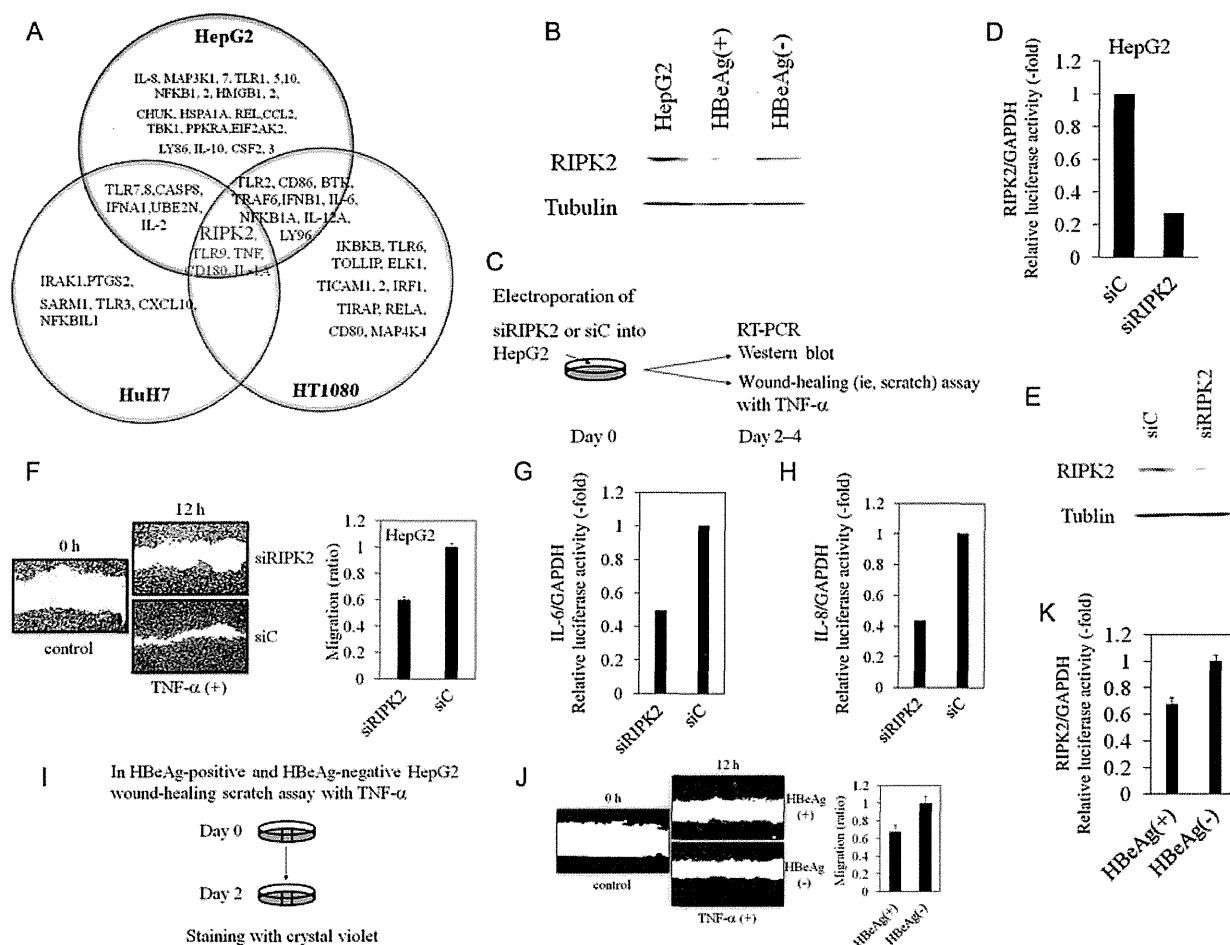 A
HepG2
IL-8, MAP3K1, 7, TLR1, 5,10,
NFKB1, 2, HMGB1, 2,
CHUK, HSPA1A, REL,CCL2,
TBK1, PPKRA,EIF2AK2,
LY86, IL-10, CSF2, 3
TLR7,8,CASP8,
IFNA1,UBE2N,
IL-2
TLR2, CD86, BTK,
TRAF6,IFNB1, IL-6,
NFKB1A, IL-12A,
LY96
RIPK2,
TLR9, TNF,
CD180, IL-1A
IRAK1,PTGS2,
SARM1, TLR3, CXCL10,
NFKBIL1
IKBKB, TLR6,
TOLLIP, ELK1,
TICAM1, 2, IRF1,
TIRAP, RELA,
CD80, MAP4K4
HuH7
HT1080
B
HepG2
HBeAg(+)
HBeAg(-)
RIPK2
Tubulin
C
Electroporation of
siRIPK2 or siC into
HepG2
RT-PCR
Western blot
Wound-healing (ie, scratch) assay
with TNF-α
Day 0
Day 2–4
D
HepG2
RIPK2/GAPDH
Relative luciferase activity (-fold)
1.2
1
0.8
0.6
0.4
0.2
0
siC
siRIPK2
E
siC
siRIPK2
RIPK2
Tublin
F
0 h
control
12 h
siRIPK2
siC
TNF-α (+)
HepG2
Migration (ratio)
1.2
1
0.8
0.6
0.4
0.2
0
siRIPK2
siC
G
IL-6/GAPDH
Relative luciferase activity (-fold)
1.2
1
0.8
0.6
0.4
0.2
0
siRIPK2
siC
H
IL-8/GAPDH
Relative luciferase activity (-fold)
1.2
1
0.8
0.6
0.4
0.2
0
siRIPK2
siC
I
In HBeAg-positive and HBeAg-negative HepG2
wound-healing scratch assay with TNF-α
Day 0
Day 2
Staining with crystal violet
J
0 h
control
12 h
HBeAg
(+)
HBeAg
(-)
TNF-α (+)
Migration (ratio)
1.2
1
0.8
0.6
0.4
0.2
0
HBeAg(+)
HBeAg(-)
K
RIPK2/GAPDH
Relative luciferase activity (-fold)
1.2
1
0.8
0.6
0.4
0.2
0
HBeAg(+)
HBeAg(-)